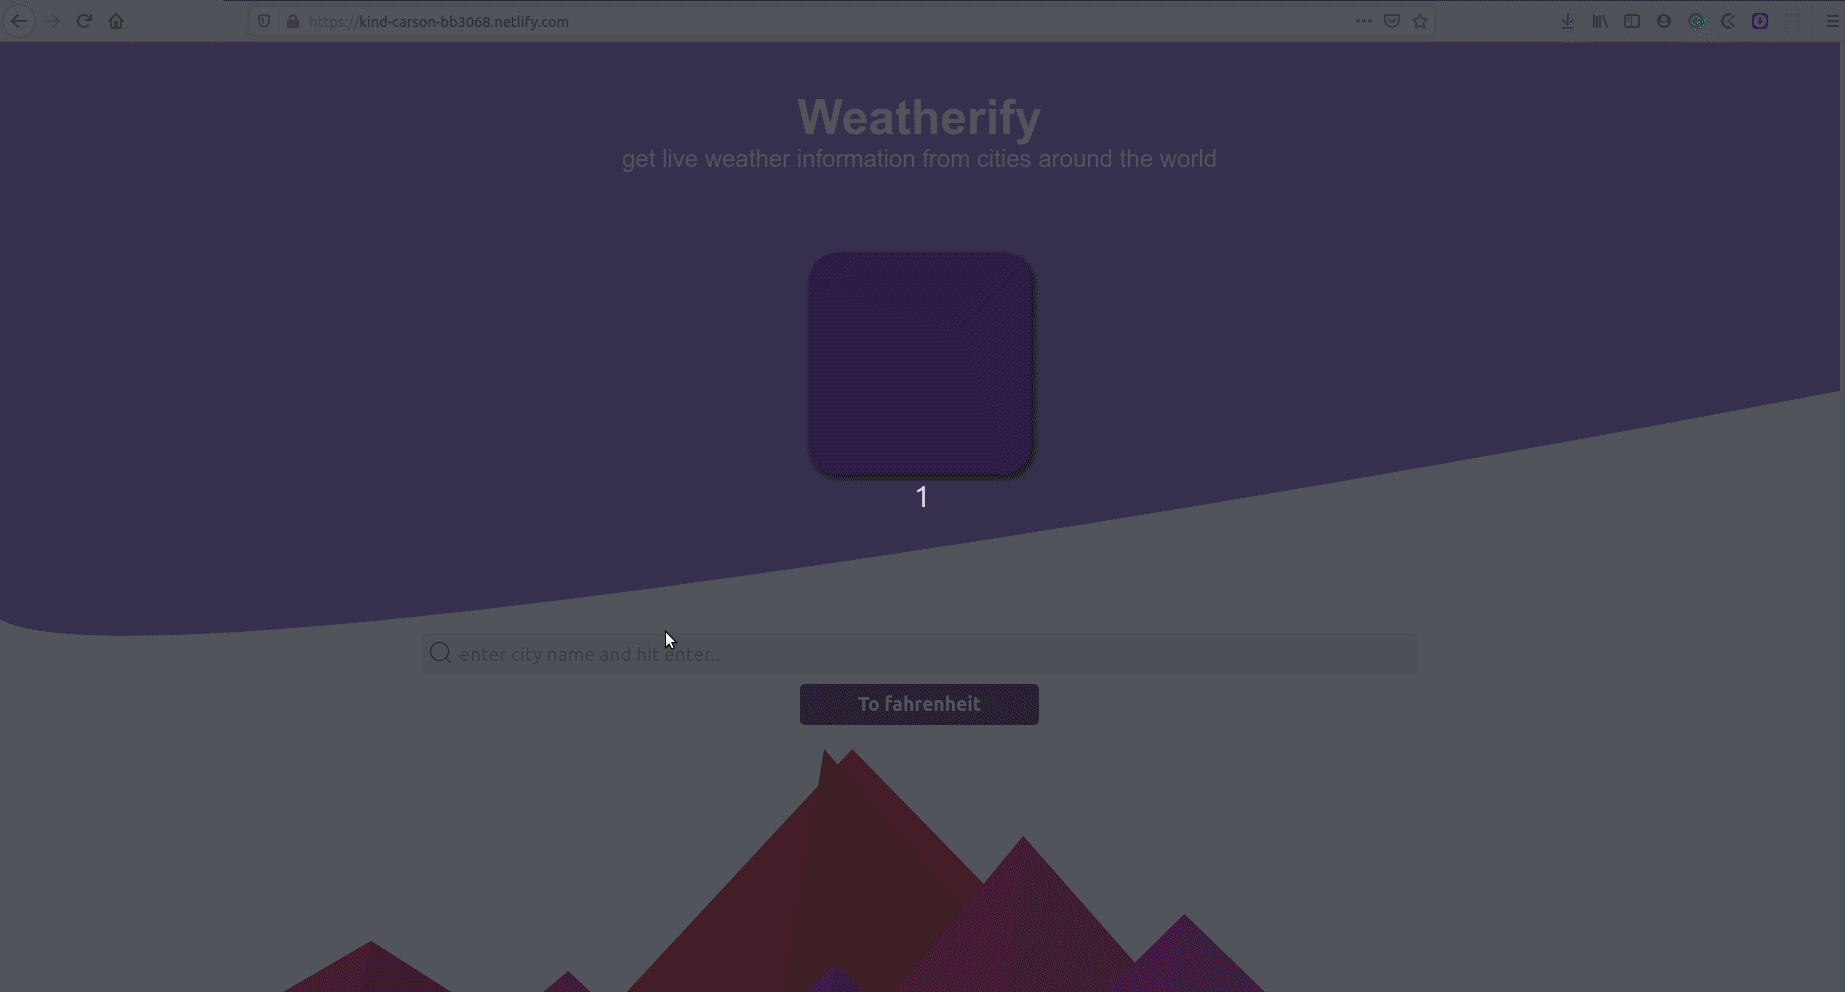 https://kind-carson-bb3068.netlify.com
Weatherify
get live weather information from cities around the world
1
enter city name and hit enter..
To fahrenheit